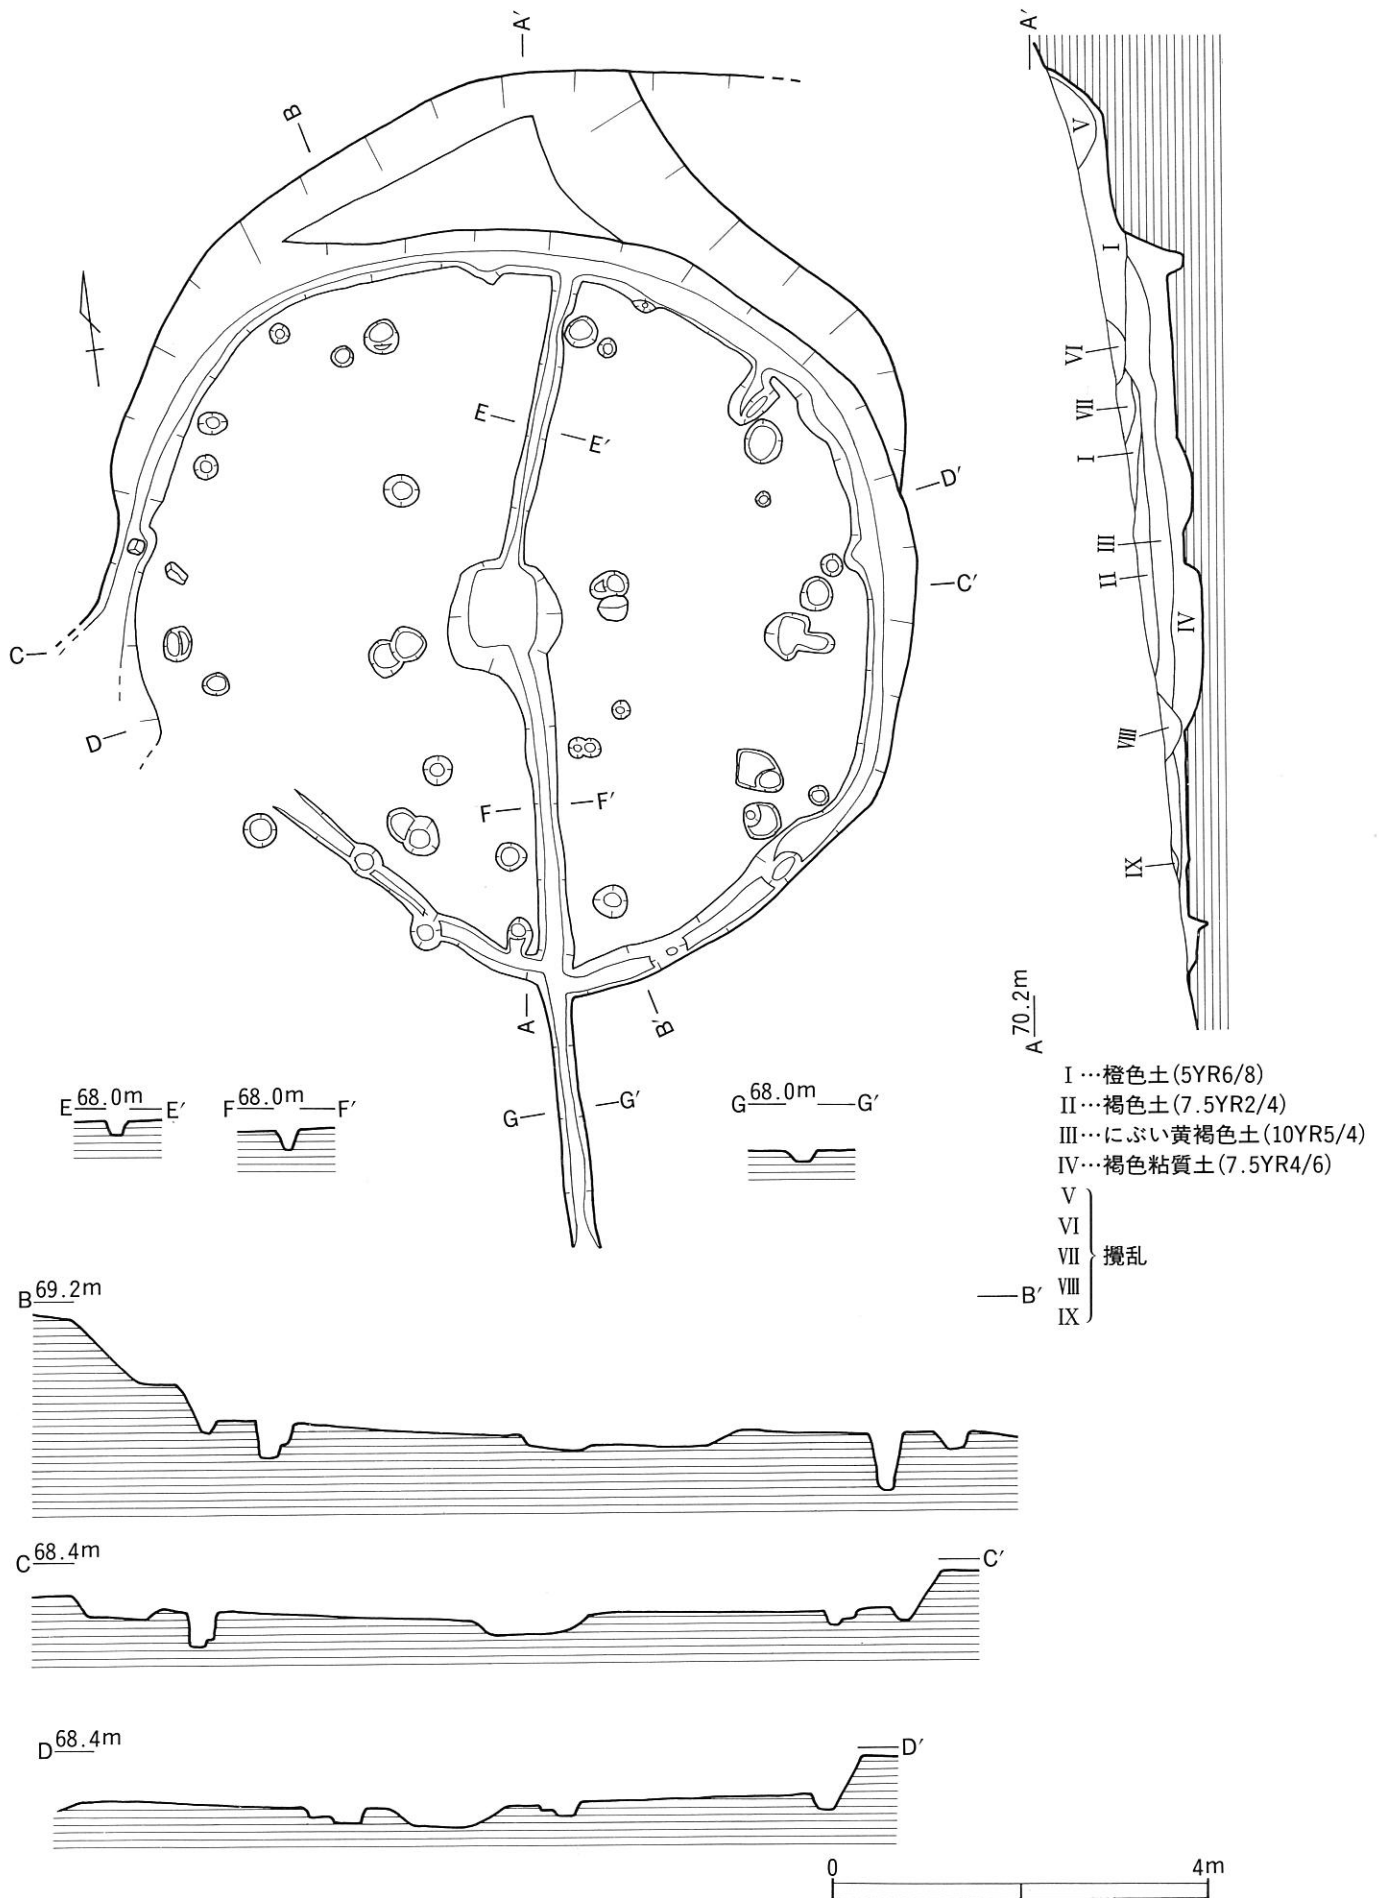 A′
A′
B
V
I
VI
E
VII
E′
I
D′
III
II
C′
IV
C
VIII
D
F
F′
IX
A
B′
A 70.2m
I…橙色土(5YR6/8)
II…褐色土(7.5YR2/4)
III…にぶい黄褐色土(10YR5/4)
IV…褐色粘質土(7.5YR4/6)
V
VI
VII
VIII
IX
攪乱
G
G′
E 68.0m E′
F 68.0m F′
G 68.0m G′
B 69.2m B′
C 68.4m C′
D 68.4m D′
0 4m